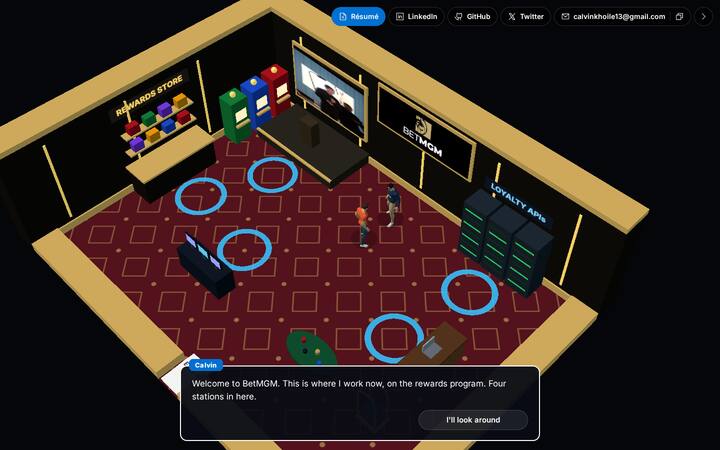 Résumé
LinkedIn
GitHub
Twitter
calvinkhoile13@gmail.com
REWARDS STORE
BETMGM
LOYALTY APIs
Calvin
Welcome to BetMGM. This is where I work now, on the rewards program. Four
stations in here.
I'll look around